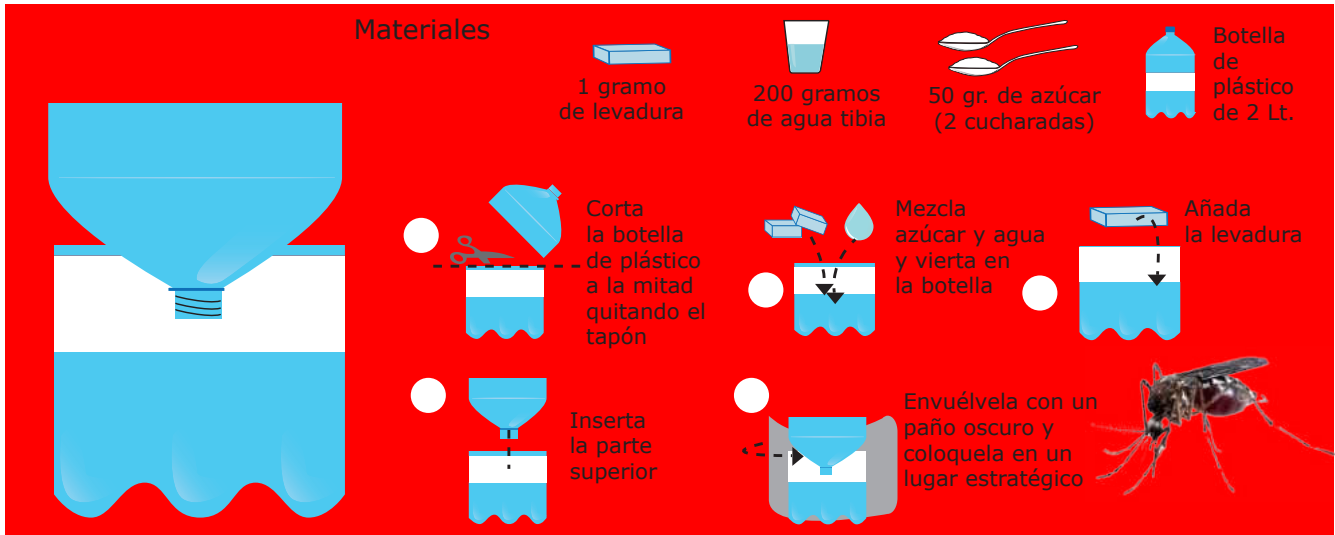 Materiales
1 gramo
de levadura
200 gramos
de agua tibia
50 gr. de azúcar
(2 cucharadas)
Botella
de
plástico
de 2 Lt.
Corta
la botella
de plástico
a la mitad
quitando el
tapón
Mezcla
azúcar y agua
y vierta en
la botella
Añada
la levadura
Inserta
la parte
superior
Envuélvela con un
paño oscuro y
coloquela en un
lugar estratégico